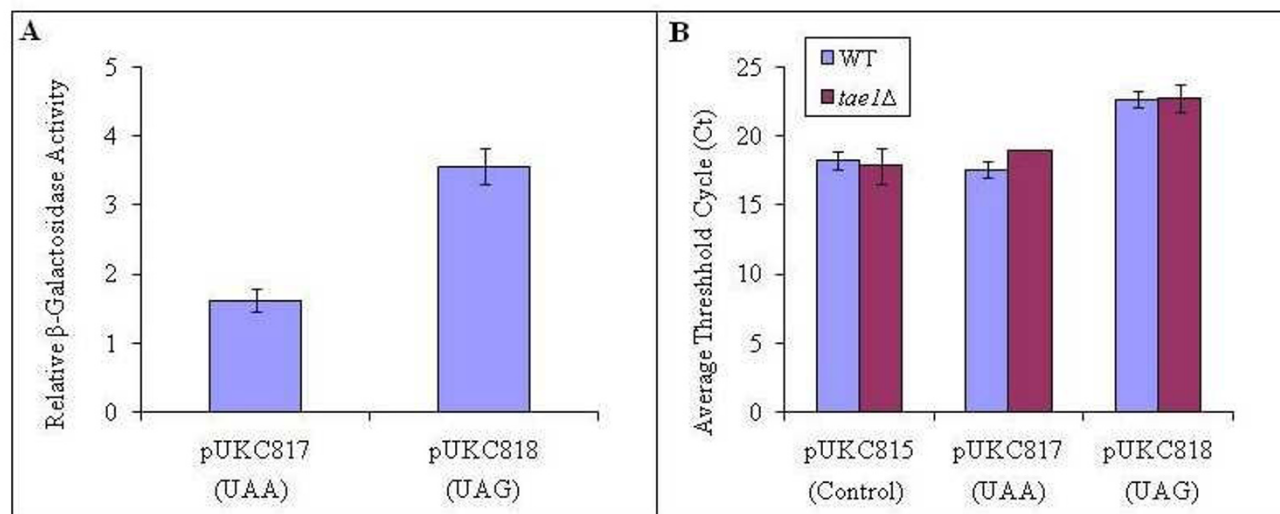 A
Relative β-Galactosidase Activity
5
4
3
2
1
0
pUKC817
(UAA)
pUKC818
(UAG)
B
WT
tae1Δ
Average Threshhold Cycle (Ct)
25
20
15
10
5
0
pUKC815
(Control)
pUKC817
(UAA)
pUKC818
(UAG)